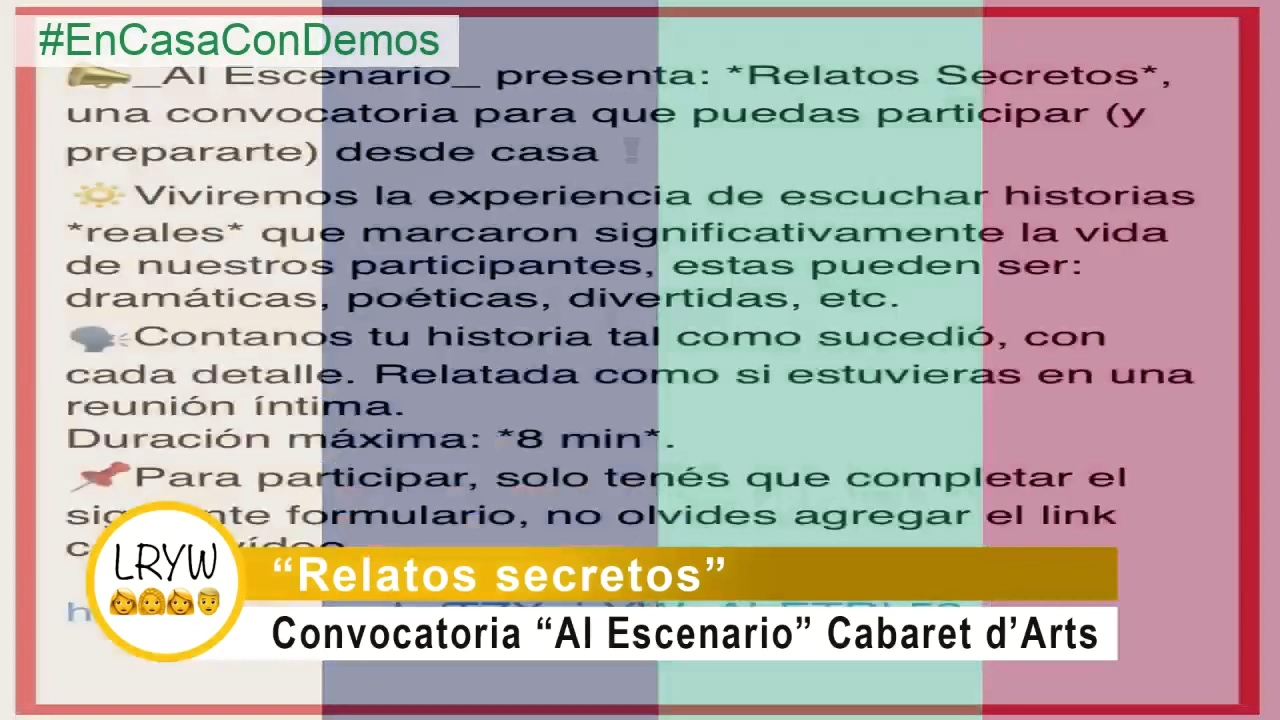 #EnCasaConDemos
_Al Escenario_ presenta: *Relatos Secretos*,
una convocatoria para que puedas participar (y
prepararte) desde casa❗
Viviremos la experiencia de escuchar historias
*reales* que marcaron significativamente la vida
de nuestros participantes, estas pueden ser:
dramáticas, poéticas, divertidas, etc.
Contanos tu historia tal como sucedió, con
cada detalle. Relatada como si estuvieras en una
reunión íntima.
Duración máxima: *8 min*.
Para participar, solo tenés que completar el
formulario, no olvides agregar el link
LRYW
“Relatos secretos”
Convocatoria “Al Escenario” Cabaret d’Arts